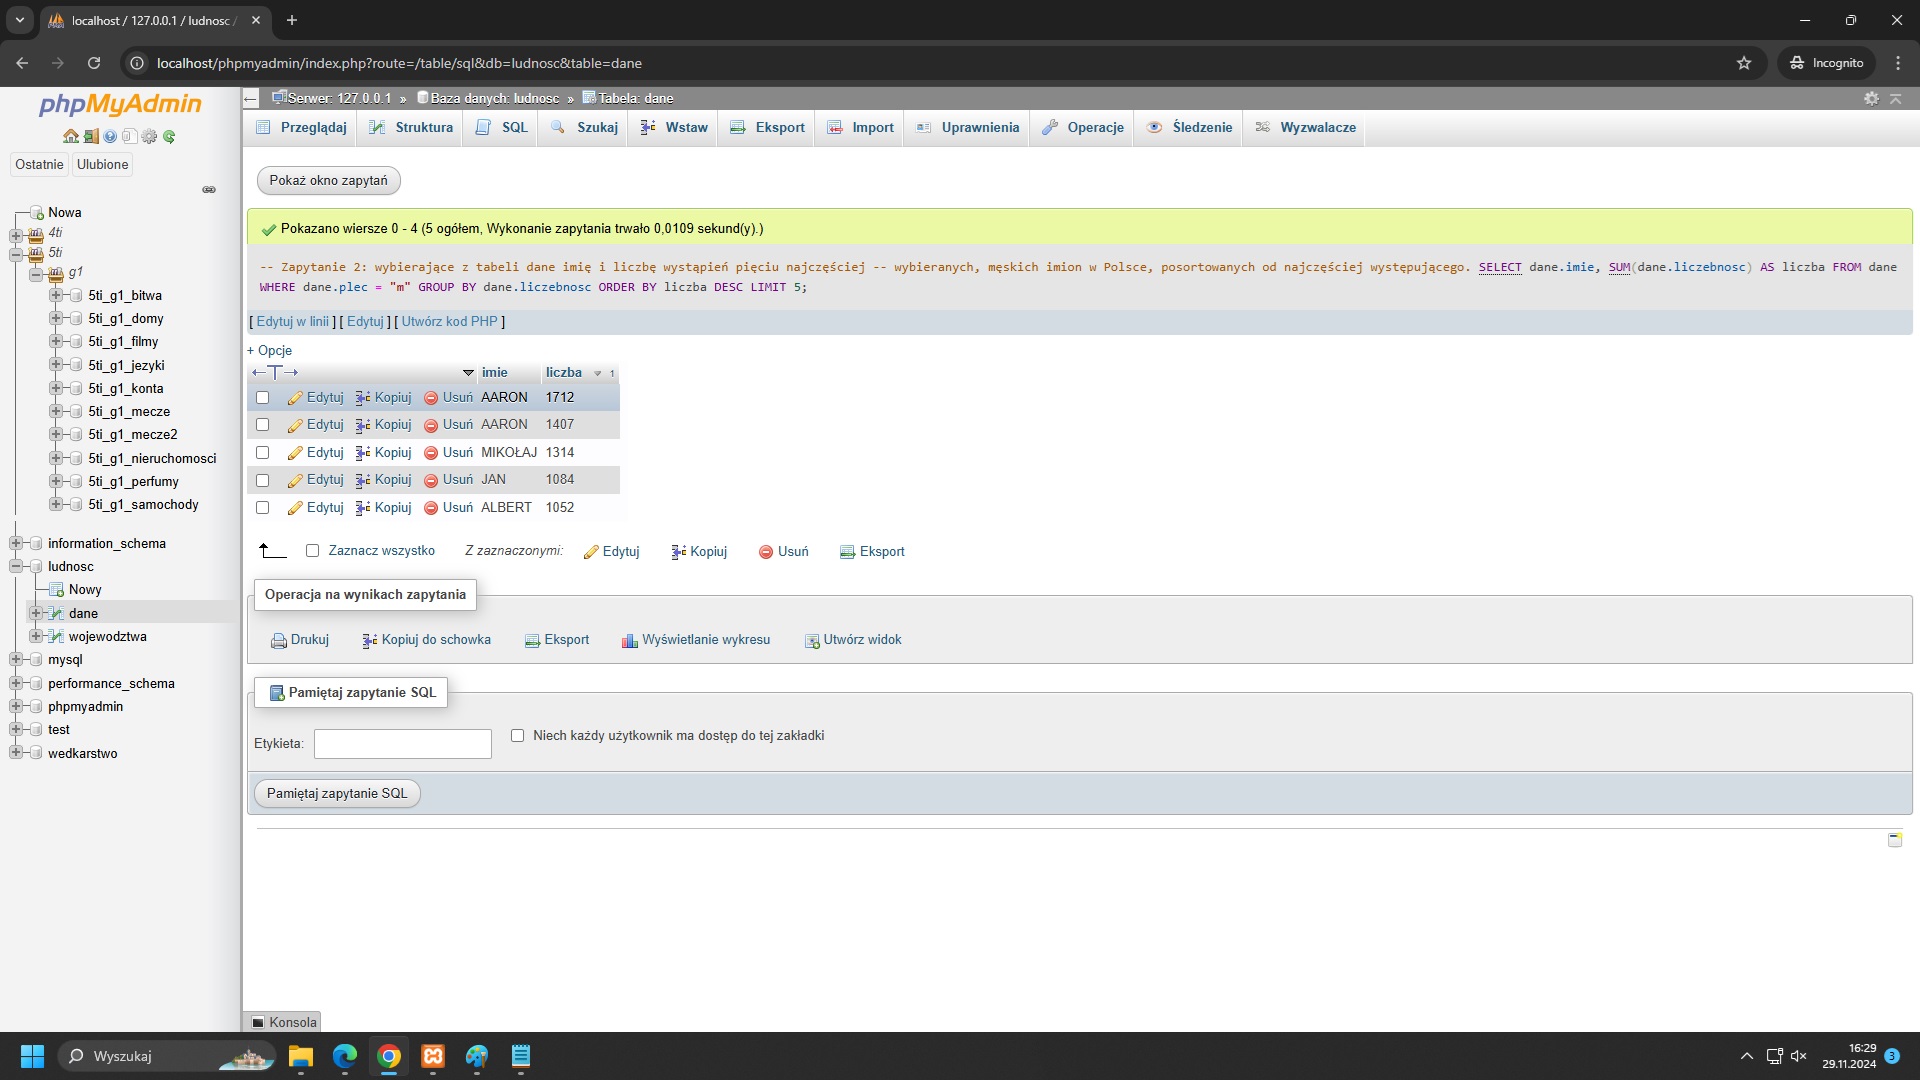 localhost / 127.0.0.1 / ludnosc /
localhost/phpmyadmin/index.php?route=/table/sql&db=ludnosc&table=dane
Incognito
phpMyAdmin
Ostatnie Ulubione
Nowa
4ti
5ti
g1
5ti_g1_bitwa
5ti_g1_domy
5ti_g1_filmy
5ti_g1_jezyki
5ti_g1_konta
5ti_g1_mecze
5ti_g1_mecze2
5ti_g1_nieruchomosci
5ti_g1_perfumy
5ti_g1_samochody
information_schema
ludnosc
Nowy
dane
wojewodztwa
mysql
performance_schema
phpmyadmin
test
wedkarstwo
Serwer: 127.0.0.1 » Baza danych: ludnosc » Tabela: dane
Przeglądaj Struktura SQL Szukaj Wstaw Eksport Import Uprawnienia Operacje Śledzenie Wyzwalacze
Pokaż okno zapytań
Pokazano wiersze 0 - 4 (5 ogółem, Wykonanie zapytania trwało 0,0109 sekund(y).)
-- Zapytanie 2: wybierające z tabeli dane imię i liczbę wystąpień pięciu najczęściej -- wybieranych, męskich imion w Polsce, posortowanych od najczęściej występującego. SELECT dane.imie, SUM(dane.liczebnosc) AS liczba FROM dane
WHERE dane.plec = "m" GROUP BY dane.liczebnosc ORDER BY liczba DESC LIMIT 5;
[ Edytuj w linii ] [ Edytuj ] [ Utwórz kod PHP ]
+ Opcje
←T→ imie liczba 1
Edytuj Kopiuj Usuń AARON 1712
Edytuj Kopiuj Usuń AARON 1407
Edytuj Kopiuj Usuń MIKOŁAJ 1314
Edytuj Kopiuj Usuń JAN 1084
Edytuj Kopiuj Usuń ALBERT 1052
Zaznacz wszystko Z zaznaczonymi: Edytuj Kopiuj Usuń Eksport
Operacja na wynikach zapytania
Drukuj Kopiuj do schowka Eksport Wyświetlanie wykresu Utwórz widok
Pamiętaj zapytanie SQL
Etykieta: Niech każdy użytkownik ma dostęp do tej zakładki
Pamiętaj zapytanie SQL
Konsola
Wyszukaj
16:29
29.11.2024
3